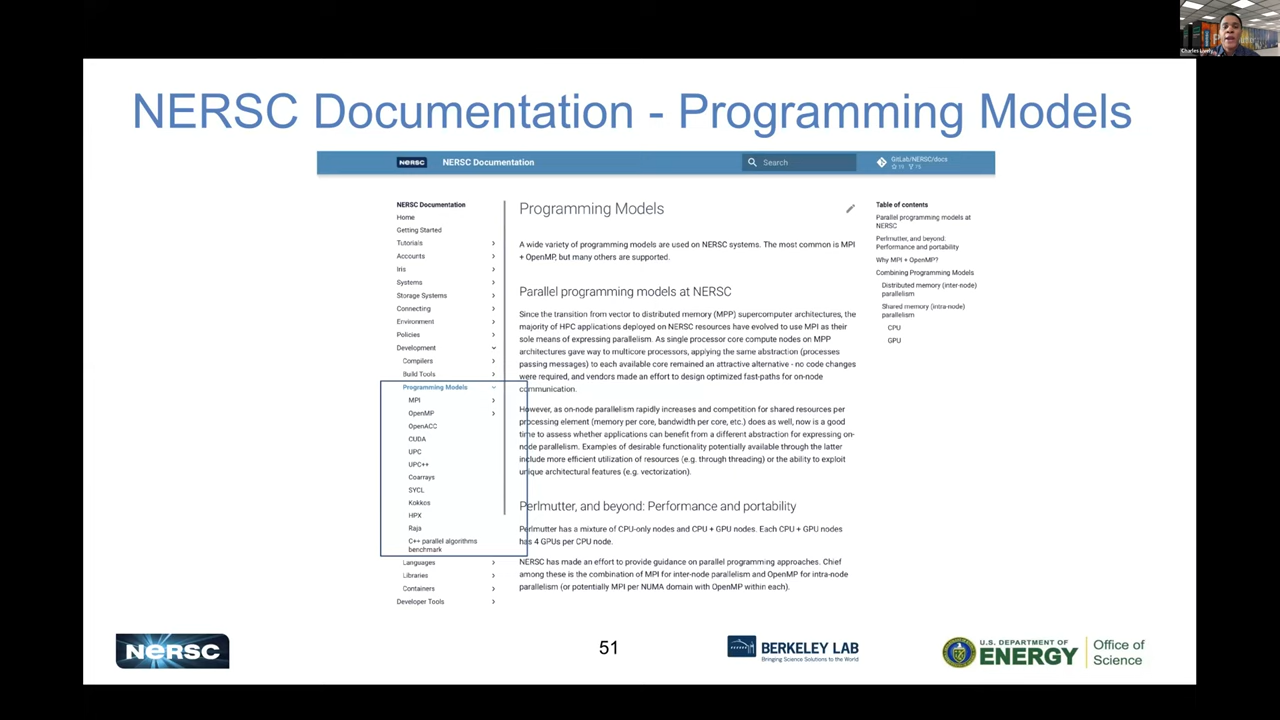 Charles Lively
NERSC Documentation - Programming Models
NERSC
NERSC Documentation
Search
GitLab/NERSC/docs
NERSC Documentation
Home
Getting Started
Tutorials
Accounts
Iris
Systems
Storage Systems
Connecting
Environment
Policies
Development
Compilers
Build Tools
Programming Models
MPI
OpenMP
OpenACC
CUDA
UPC
UPC++
Coarrays
SYCL
Kokkos
HPX
Raja
C++ parallel algorithms
benchmark
Languages
Libraries
Containers
Developer Tools
Programming Models
A wide variety of programming models are used on NERSC systems. The most common is MPI
+ OpenMP, but many others are supported.
Parallel programming models at NERSC
Since the transition from vector to distributed memory (MPP) supercomputer architectures, the
majority of HPC applications deployed on NERSC resources have evolved to use MPI as their
sole means of expressing parallelism. As single processor core compute nodes on MPP
architectures gave way to multicore processors, applying the same abstraction (processes
passing messages) to each available core remained an attractive alternative - no code changes
were required, and vendors made an effort to design optimized fast-paths for on-node
communication.
However, as on-node parallelism rapidly increases and competition for shared resources per
processing element (memory per core, bandwidth per core, etc.) does as well, now is a good
time to assess whether applications can benefit from a different abstraction for expressing on-
node parallelism. Examples of desirable functionality potentially available through the latter
include more efficient utilization of resources (e.g. through threading) or the ability to exploit
unique architectural features (e.g. vectorization).
Perlmutter, and beyond: Performance and portability
Perlmutter has a mixture of CPU-only nodes and CPU + GPU nodes. Each CPU + GPU nodes
has 4 GPUs per CPU node.
NERSC has made an effort to provide guidance on parallel programming approaches. Chief
among these is the combination of MPI for inter-node parallelism and OpenMP for intra-node
parallelism (or potentially MPI per NUMA domain with OpenMP within each).
Table of contents
Parallel programming models at
NERSC
Perlmutter, and beyond:
Performance and portability
Why MPI + OpenMP?
Combining Programming Models
Distributed memory (inter-node)
parallelism
Shared memory (intra-node)
parallelism
CPU
GPU
NERSC
51
BERKELEY LAB
Bringing Science Solutions to the World
U.S. DEPARTMENT OF
ENERGY
Office of
Science